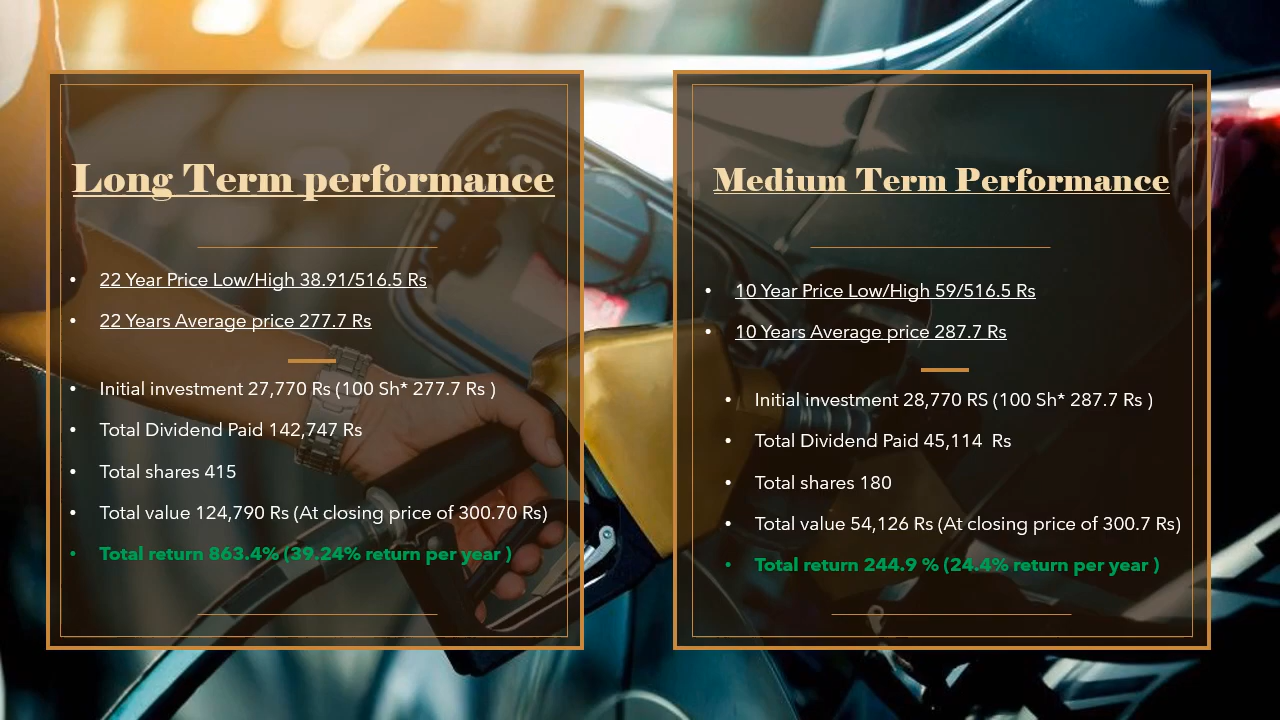 Long Term performance
• 22 Year Price Low/High 38.91/516.5 Rs
• 22 Years Average price 277.7 Rs
• Initial investment 27,770 Rs (100 Sh* 277.7 Rs )
• Total Dividend Paid 142,747 Rs
• Total shares 415
• Total value 124,790 Rs (At closing price of 300.70 Rs)
• Total return 863.4% (39.24% return per year )
Medium Term Performance
• 10 Year Price Low/High 59/516.5 Rs
• 10 Years Average price 287.7 Rs
• Initial investment 28,770 RS (100 Sh* 287.7 Rs )
• Total Dividend Paid 45,114  Rs
• Total shares 180
• Total value 54,126 Rs (At closing price of 300.7 Rs)
• Total return 244.9 % (24.4% return per year )